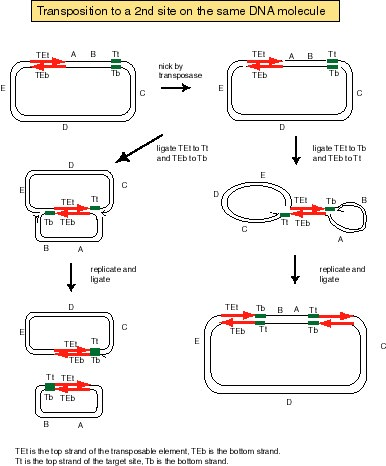 Transposition to a 2nd site on the same DNA molecule
TEt A B Tt
TEb Tb
E C
D
nick by
transposase
TEt A B Tt
TEb Tb
E C
D
ligate TEt to Tt
and TEb to Tb
ligate TEt to Tb
and TEb to Tt
D
E C
TEt Tt
Tb TEb
B A
E
D TEt Tb B
Tt TEb
C A
replicate and
ligate
replicate and
ligate
D
C
E Tt
TEt
TEb Tb
Tt TEt
Tb TEb
B A
TEt Tb B A Tt
TEb Tt Tb
E C
D
TEt is the top strand of the transposable element, TEb is the bottom strand.
Tt is the top strand of the target site, Tb is the bottom strand.